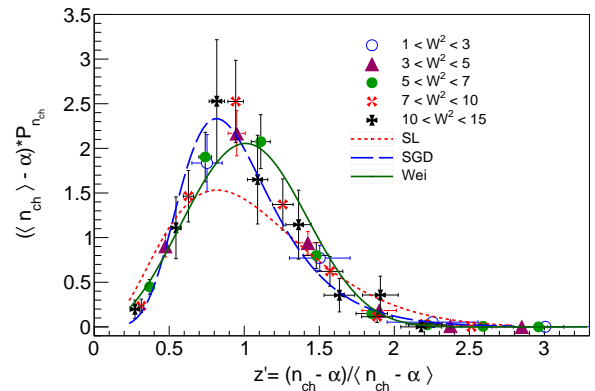 3.5
3
2.5
2
1.5
1
0.5
0
(⟨ n_ch ⟩ - α)*P_n_ch
1 < W² < 3
3 < W² < 5
5 < W² < 7
7 < W² < 10
10 < W² < 15
SL
SGD
Wei
0 0.5 1 1.5 2 2.5 3
z'= (n_ch - α)/⟨ n_ch - α ⟩